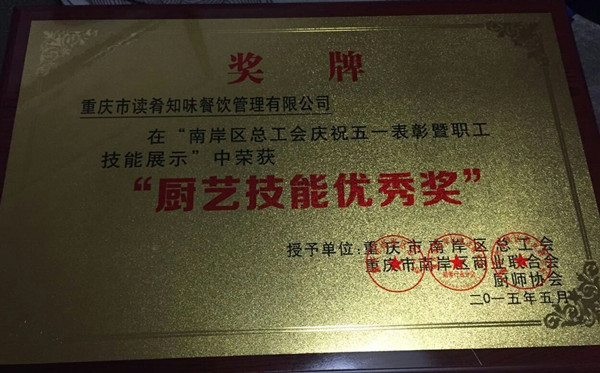 奖牌
重庆市读肴知味餐饮管理有限公司
在“南岸区总工会庆祝五一表彰暨职工
技能展示”中荣获
“厨艺技能优秀奖”
授予单位:重庆市南岸区总工会
重庆市南岸区商业联合会
厨师协会
二〇一五年五月